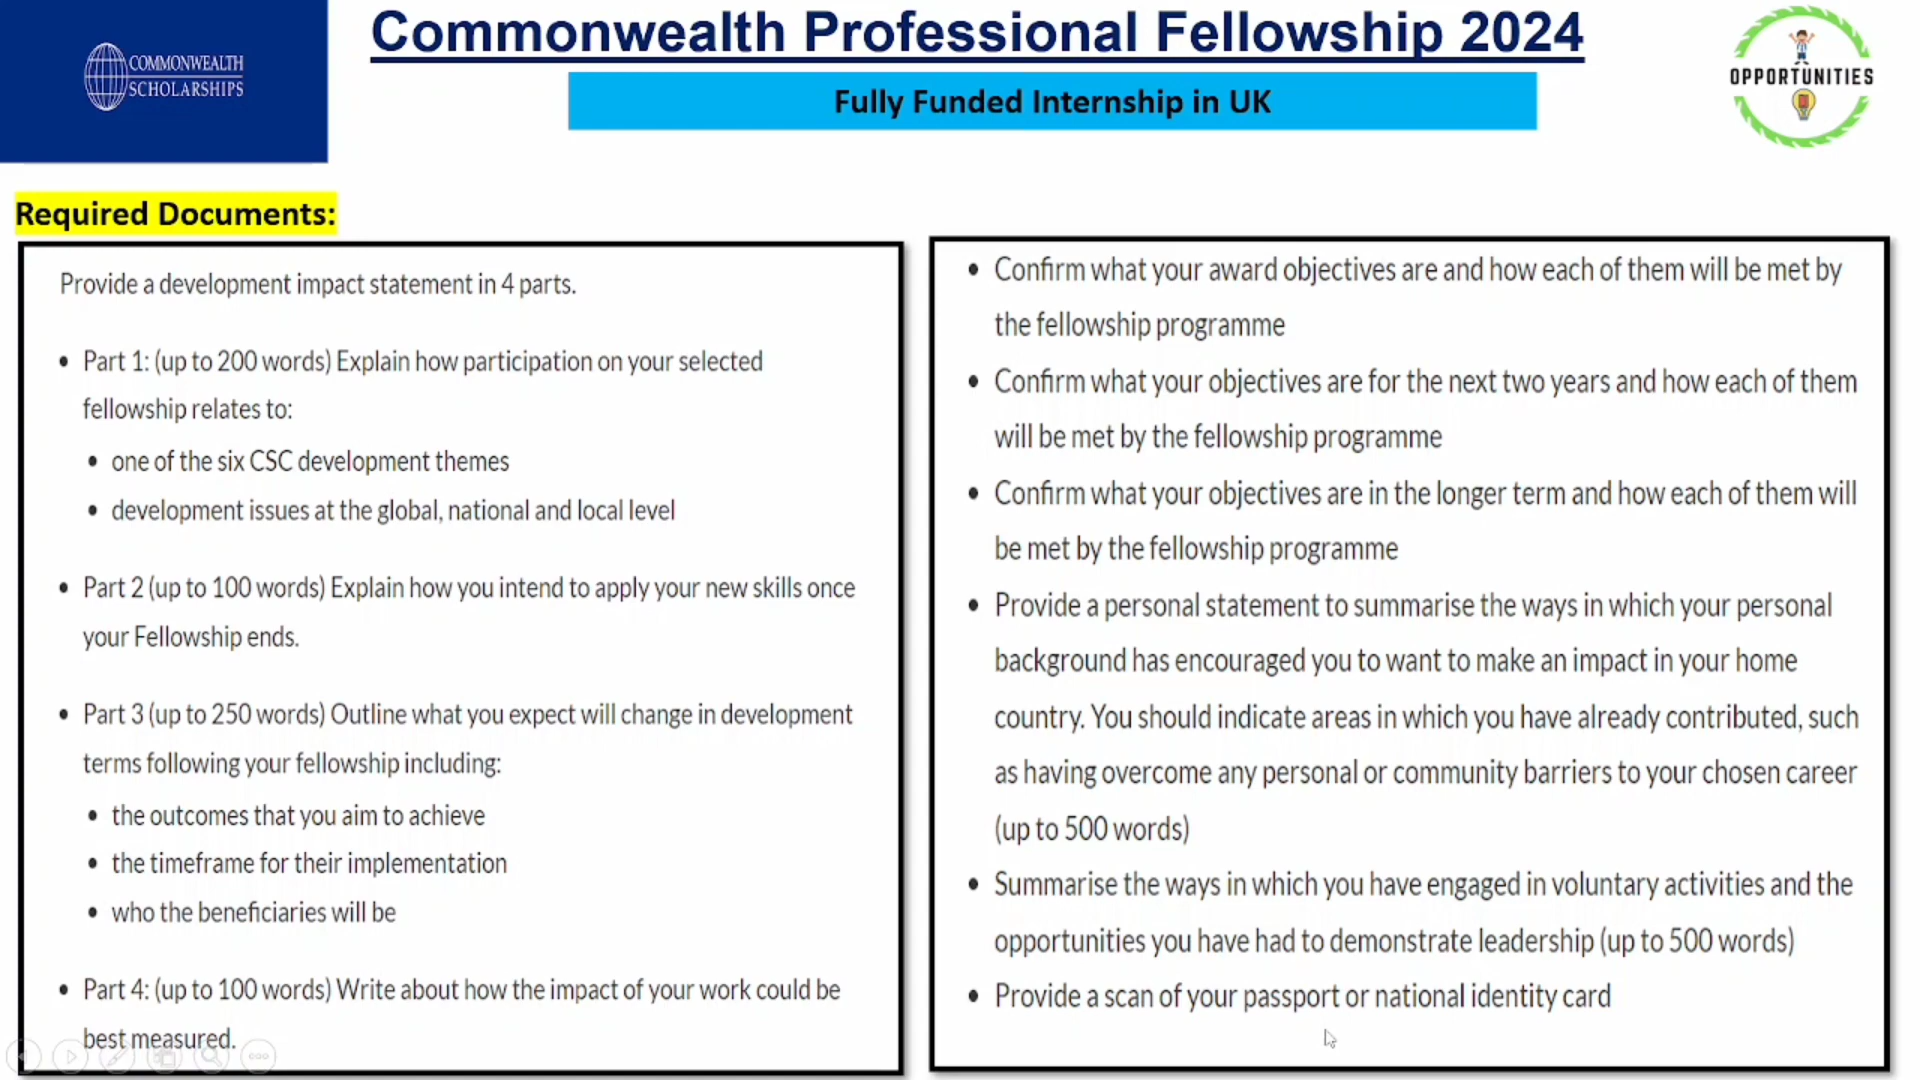 COMMONWEALTH
SCHOLARSHIPS
Commonwealth Professional Fellowship 2024
Fully Funded Internship in UK
OPPORTUNITIES
Required Documents:
Provide a development impact statement in 4 parts.
• Part 1: (up to 200 words) Explain how participation on your selected
fellowship relates to:
• one of the six CSC development themes
• development issues at the global, national and local level
• Part 2 (up to 100 words) Explain how you intend to apply your new skills once
your Fellowship ends.
• Part 3 (up to 250 words) Outline what you expect will change in development
terms following your fellowship including:
• the outcomes that you aim to achieve
• the timeframe for their implementation
• who the beneficiaries will be
• Part 4: (up to 100 words) Write about how the impact of your work could be
best measured.
• Confirm what your award objectives are and how each of them will be met by
the fellowship programme
• Confirm what your objectives are for the next two years and how each of them
will be met by the fellowship programme
• Confirm what your objectives are in the longer term and how each of them will
be met by the fellowship programme
• Provide a personal statement to summarise the ways in which your personal
background has encouraged you to want to make an impact in your home
country. You should indicate areas in which you have already contributed, such
as having overcome any personal or community barriers to your chosen career
(up to 500 words)
• Summarise the ways in which you have engaged in voluntary activities and the
opportunities you have had to demonstrate leadership (up to 500 words)
• Provide a scan of your passport or national identity card